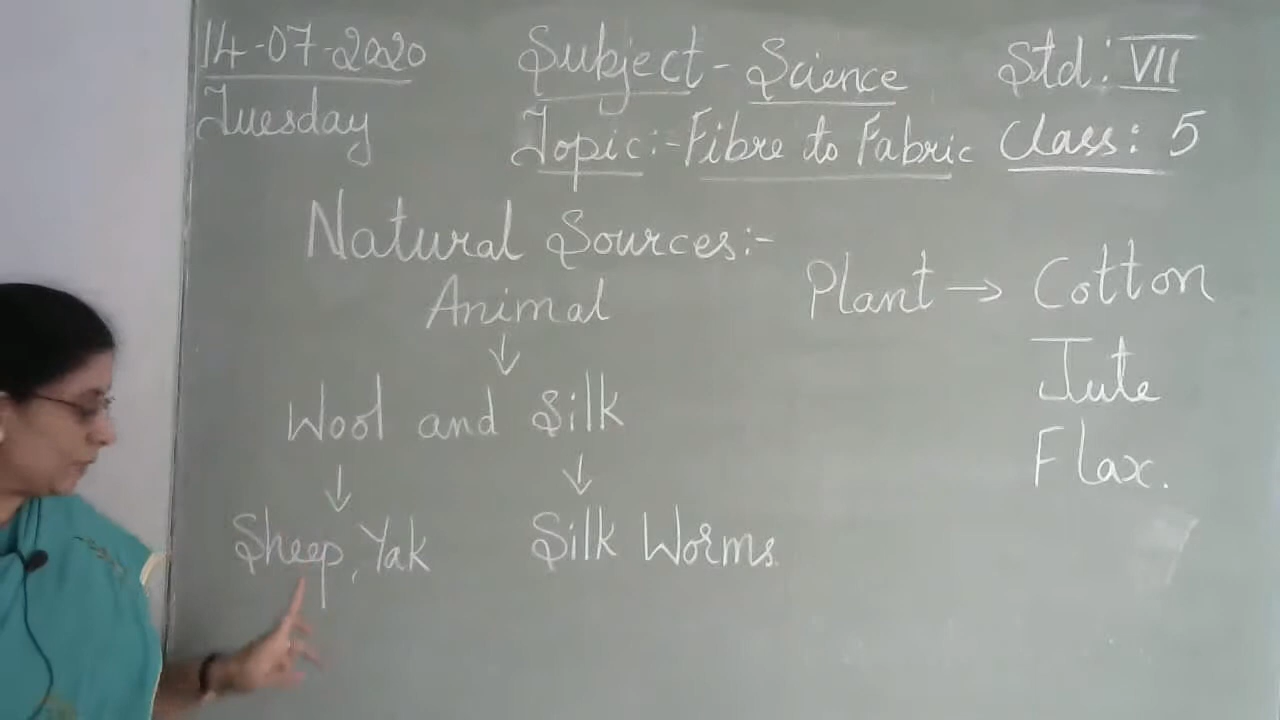 14-07-2020 Subject - Science Std: VII
Tuesday Topic:- Fibre to Fabric Class: 5
Natural Sources:-
Animal
↓
Wool and Silk
↓ ↓
Sheep, Yak Silk Worms.
Plant → Cotton
Jute
Flax.